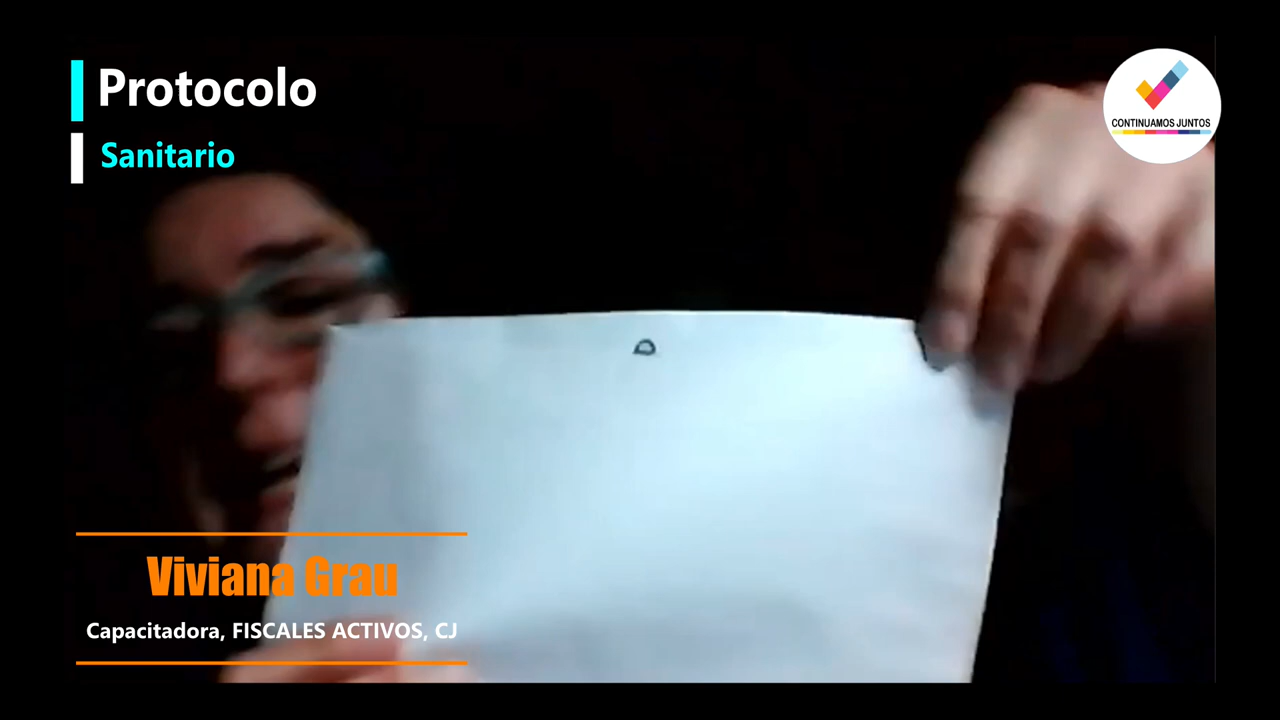 Protocolo
Sanitario
CONTINUAMOS JUNTOS
D
Viviana Grau
Capacitadora, FISCALES ACTIVOS, CJ